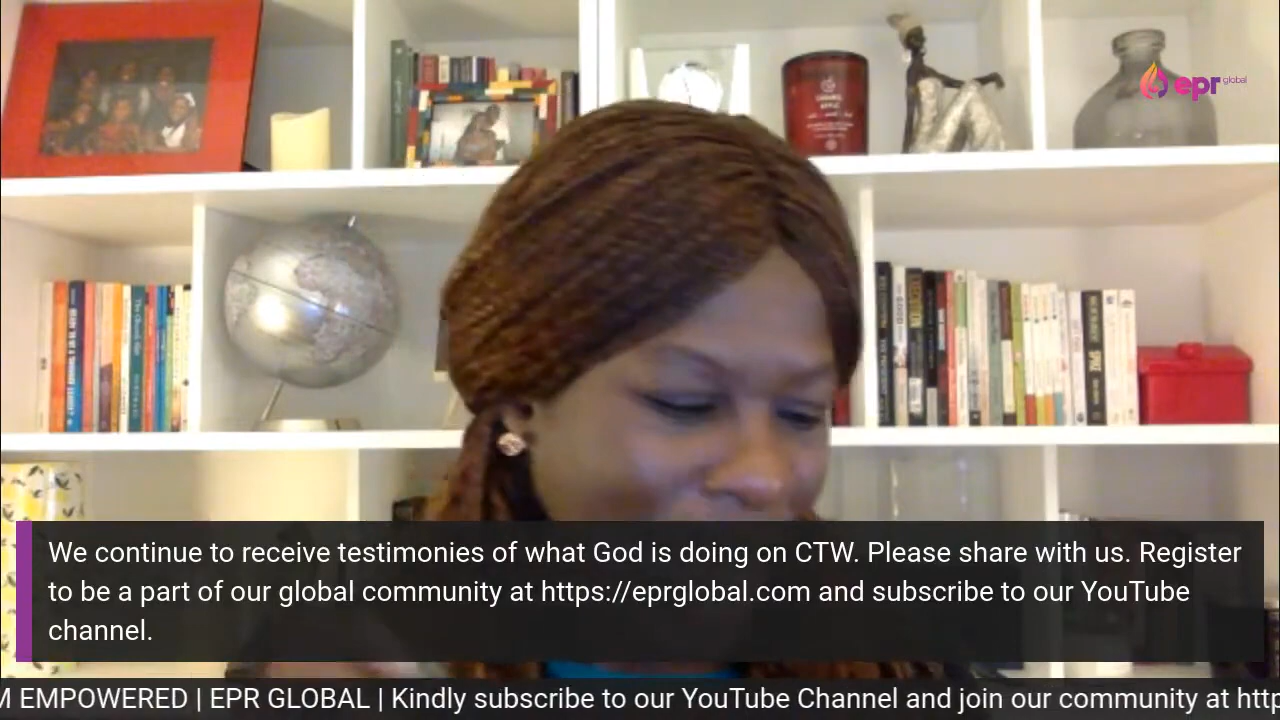 epr global
We continue to receive testimonies of what God is doing on CTW. Please share with us. Register
to be a part of our global community at https://eprglobal.com and subscribe to our YouTube
channel.
M EMPOWERED | EPR GLOBAL | Kindly subscribe to our YouTube Channel and join our community at http